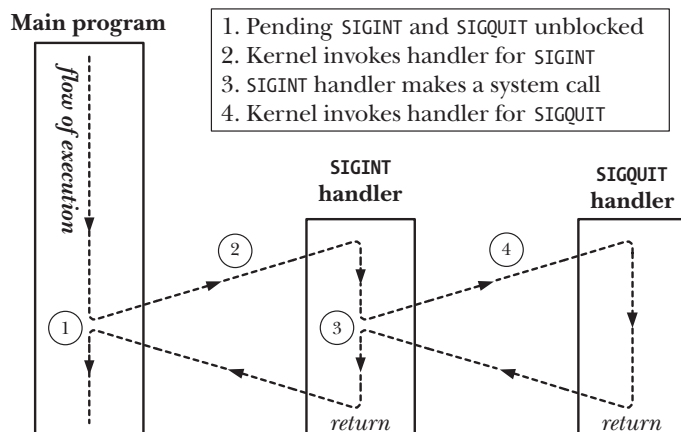 Main program
1. Pending SIGINT and SIGQUIT unblocked
2. Kernel invokes handler for SIGINT
3. SIGINT handler makes a system call
4. Kernel invokes handler for SIGQUIT
flow of execution
SIGINT
handler
SIGQUIT
handler
2
4
1
3
return
return